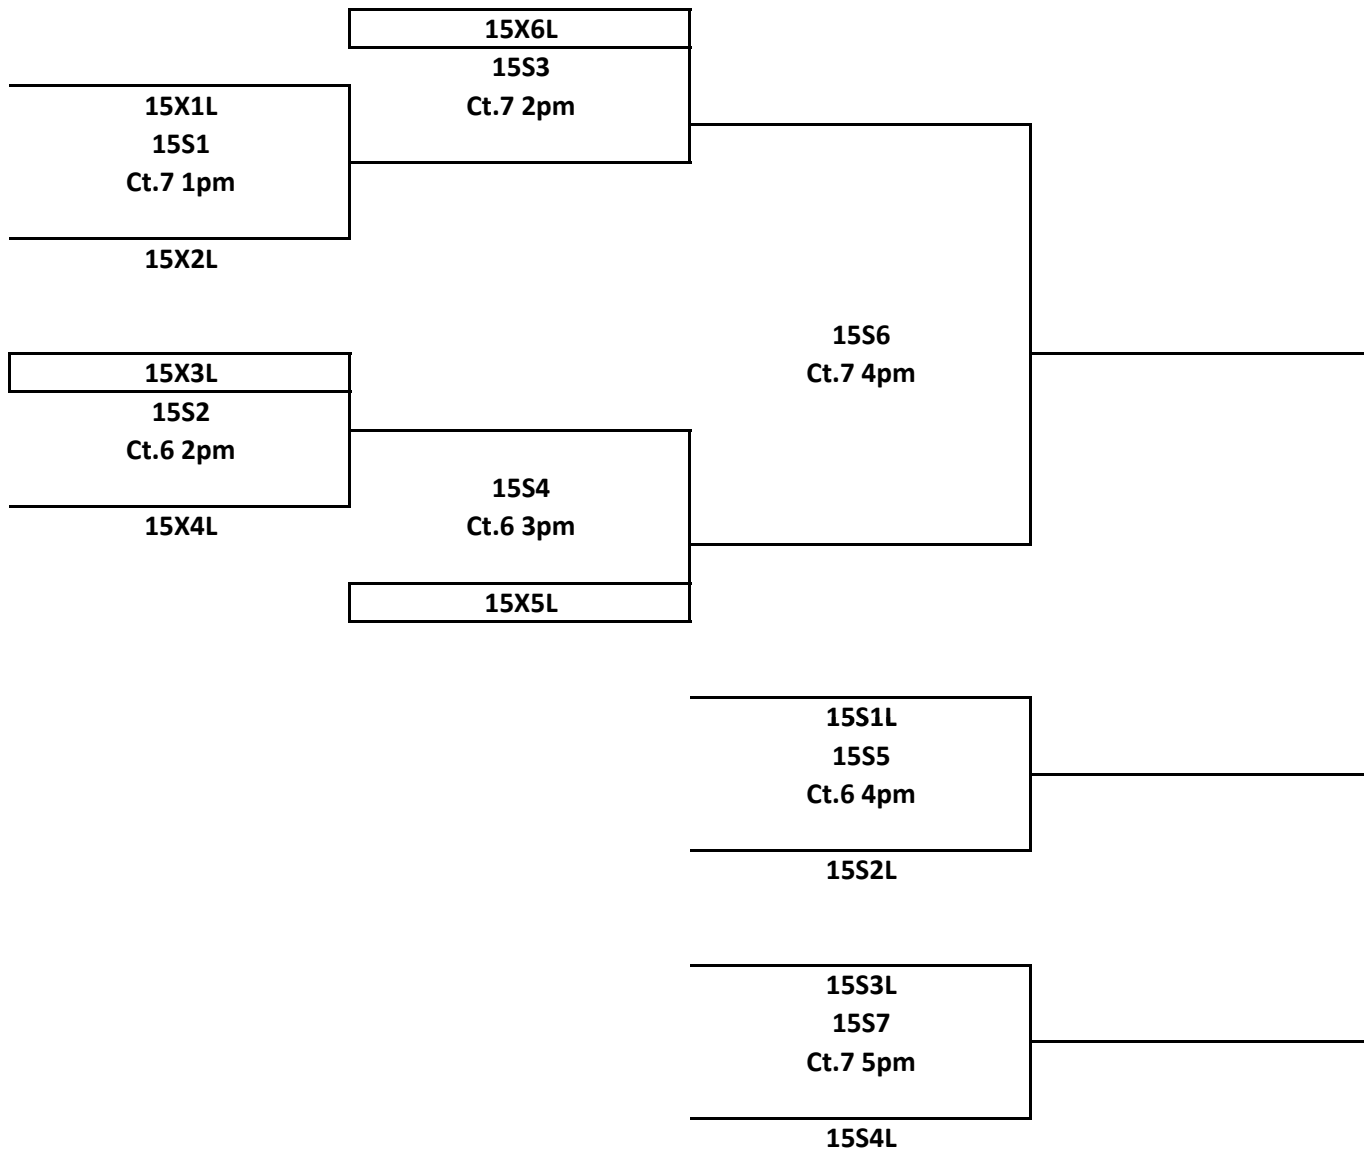 15X6L
15S3
Ct.7 2pm
15X1L
15S1
Ct.7 1pm
15X2L
15S6
Ct.7 4pm
15X3L
15S2
Ct.6 2pm
15X4L
15S4
Ct.6 3pm
15X5L
15S1L
15S5
Ct.6 4pm
15S2L
15S3L
15S7
Ct.7 5pm
15S4L